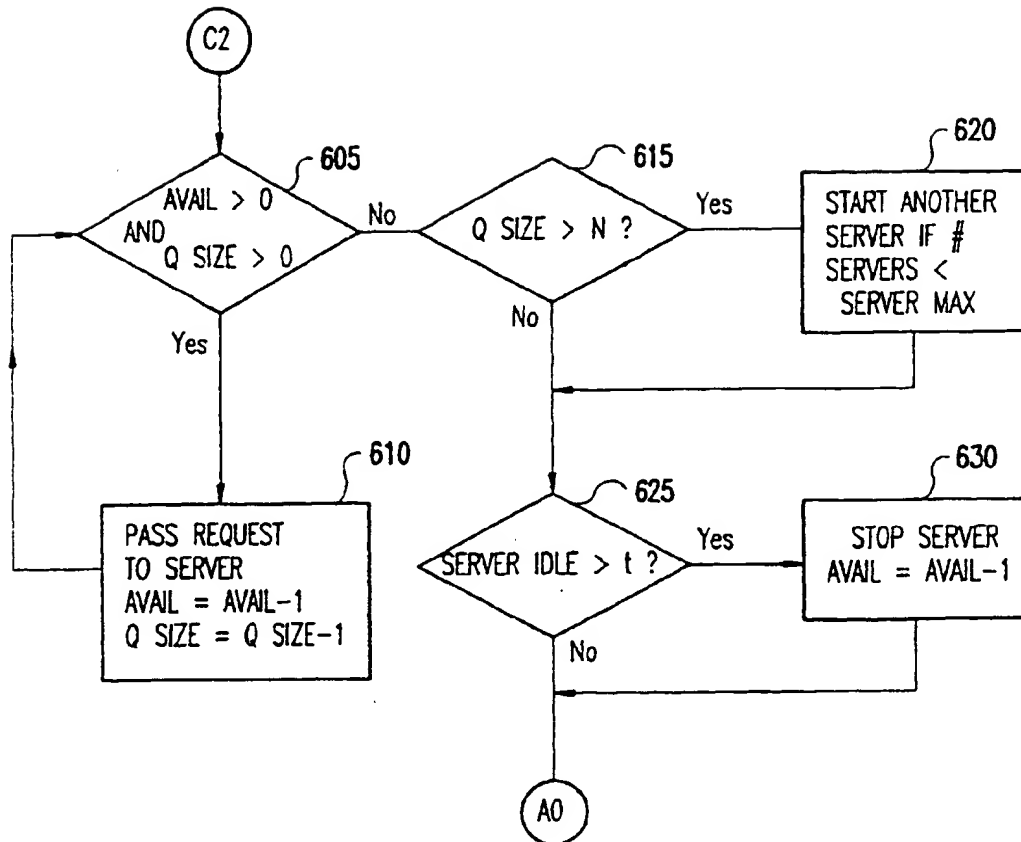 C2
605
AVAIL > 0
AND
Q SIZE > 0
No
Yes
610
PASS REQUEST
TO SERVER
AVAIL = AVAIL-1
Q SIZE = Q SIZE-1
615
Q SIZE > N ?
Yes
No
620
START ANOTHER
SERVER IF #
SERVERS <
SERVER MAX
625
SERVER IDLE > t ?
Yes
No
630
STOP SERVER
AVAIL = AVAIL-1
A0